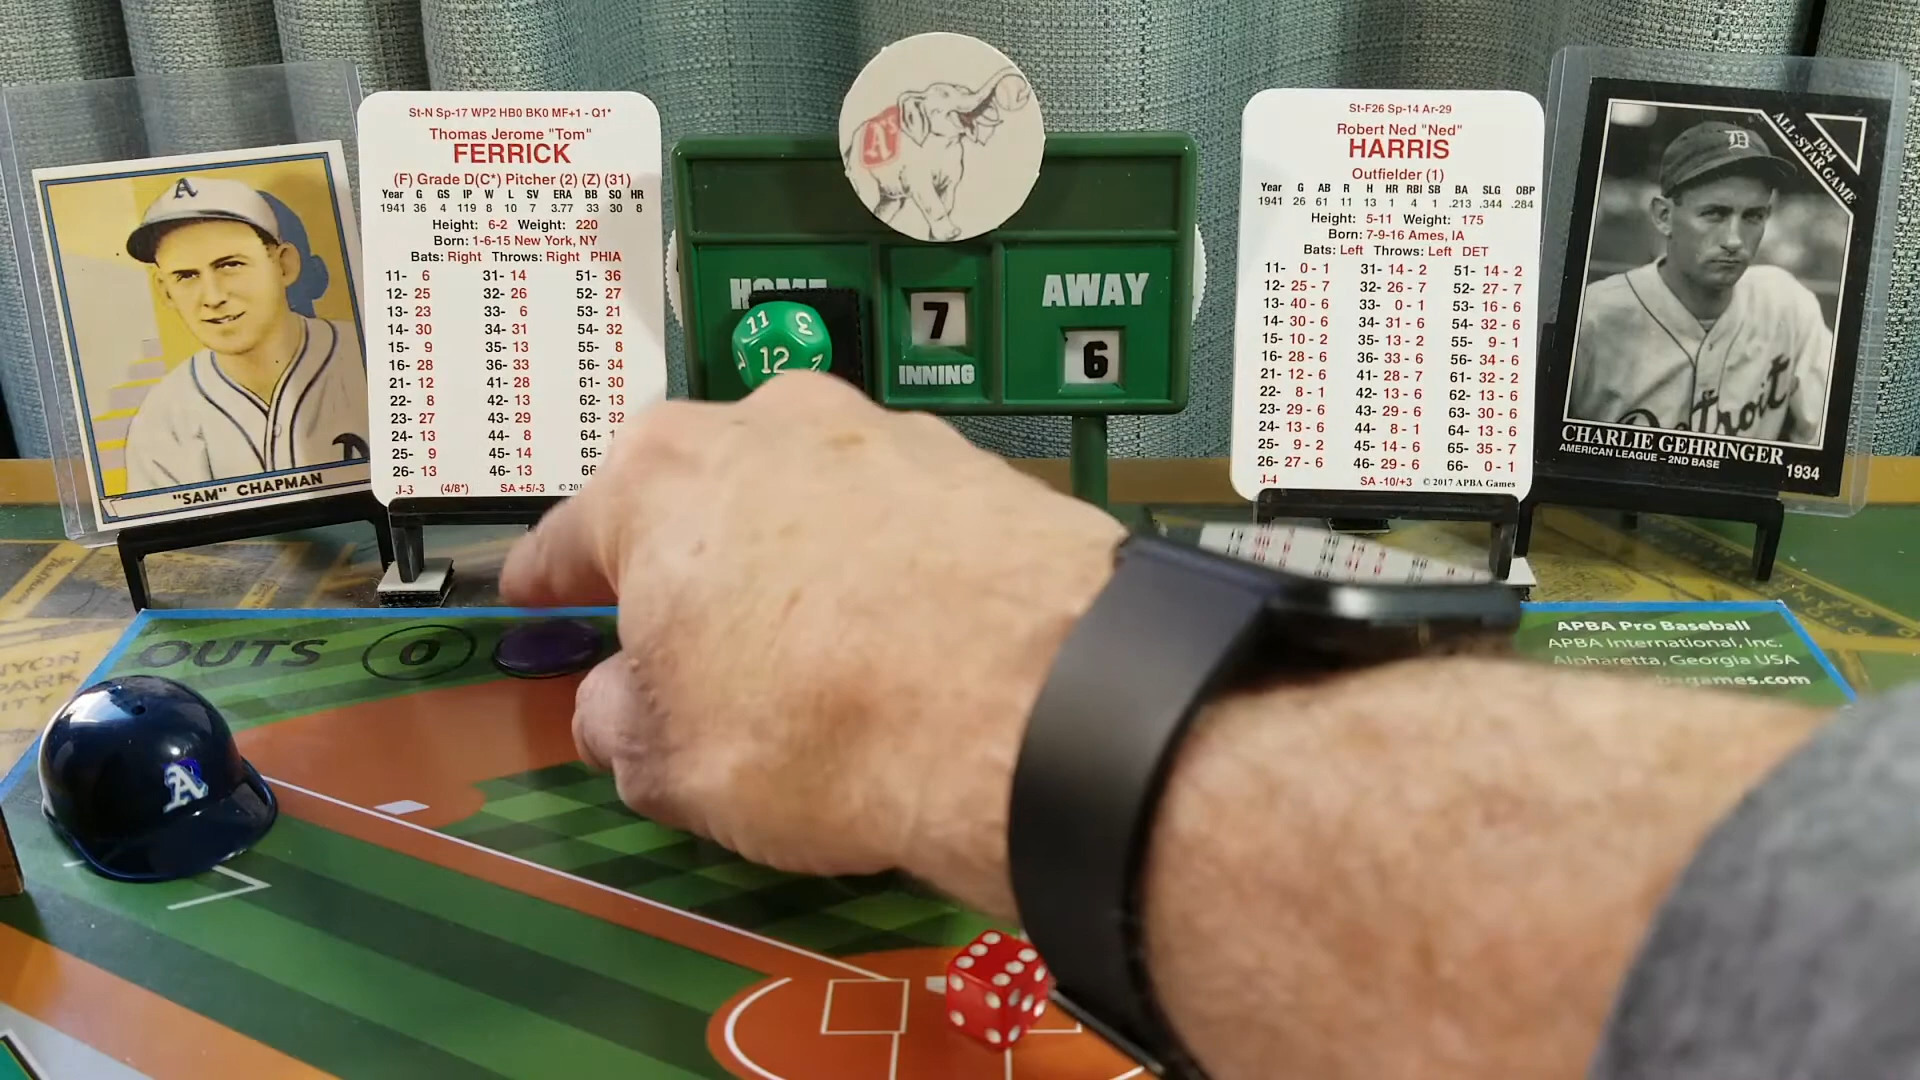 A
"SAM" CHAPMAN
St-N Sp-17 WP2 HB0 BK0 MF+1 - Q1*
Thomas Jerome "Tom"
FERRICK
(F) Grade D(C*) Pitcher (2) (Z) (31)
Year G GS IP W L SV ERA BB SO HR
1941 36 4 119 8 10 7 3.77 33 30 8
Height: 6-2 Weight: 220
Born: 1-6-15 New York, NY
Bats: Right Throws: Right PHIA
11- 6 31- 14 51- 36
12- 25 32- 26 52- 27
13- 23 33- 6 53- 21
14- 30 34- 31 54- 32
15- 9 35- 13 55- 8
16- 28 36- 33 56- 34
21- 12 41- 28 61- 30
22- 8 42- 13 62- 13
23- 27 43- 29 63- 32
24- 13 44- 8 64-
25- 9 45- 14 65-
26- 13 46- 13 66
J-3 (4/8*) SA +5/-3
A's
HOME
11 3
12
7
INNING
AWAY
6
St-F26 Sp-14 Ar-29
Robert Ned "Ned"
HARRIS
Outfielder (1)
Year G AB R H HR RBI SB BA SLG OBP
1941 26 61 11 13 1 4 1 .213 .344 .284
Height: 5-11 Weight: 175
Born: 7-9-16 Ames, IA
Bats: Left Throws: Left DET
11- 0 - 1 31- 14 - 2 51- 14 - 2
12- 25 - 7 32- 26 - 7 52- 27 - 7
13- 40 - 6 33- 0 - 1 53- 16 - 6
14- 30 - 6 34- 31 - 6 54- 32 - 6
15- 10 - 2 35- 13 - 2 55- 9 - 1
16- 28 - 6 36- 33 - 6 56- 34 - 6
21- 12 - 6 41- 28 - 7 61- 32 - 2
22- 8 - 1 42- 13 - 6 62- 13 - 6
23- 29 - 6 43- 29 - 6 63- 30 - 6
24- 13 - 6 44- 8 - 1 64- 13 - 6
25- 9 - 2 45- 14 - 6 65- 35 - 7
26- 27 - 6 46- 29 - 6 66- 0 - 1
J-4 SA -10/+3 © 2017 APBA Games
1934
ALL-STAR GAME
D
Detroit
CHARLIE GEHRINGER
AMERICAN LEAGUE – 2ND BASE 1934
OUTS 0
A
APBA Pro Baseball
APBA International, Inc.
Alpharetta, Georgia USA